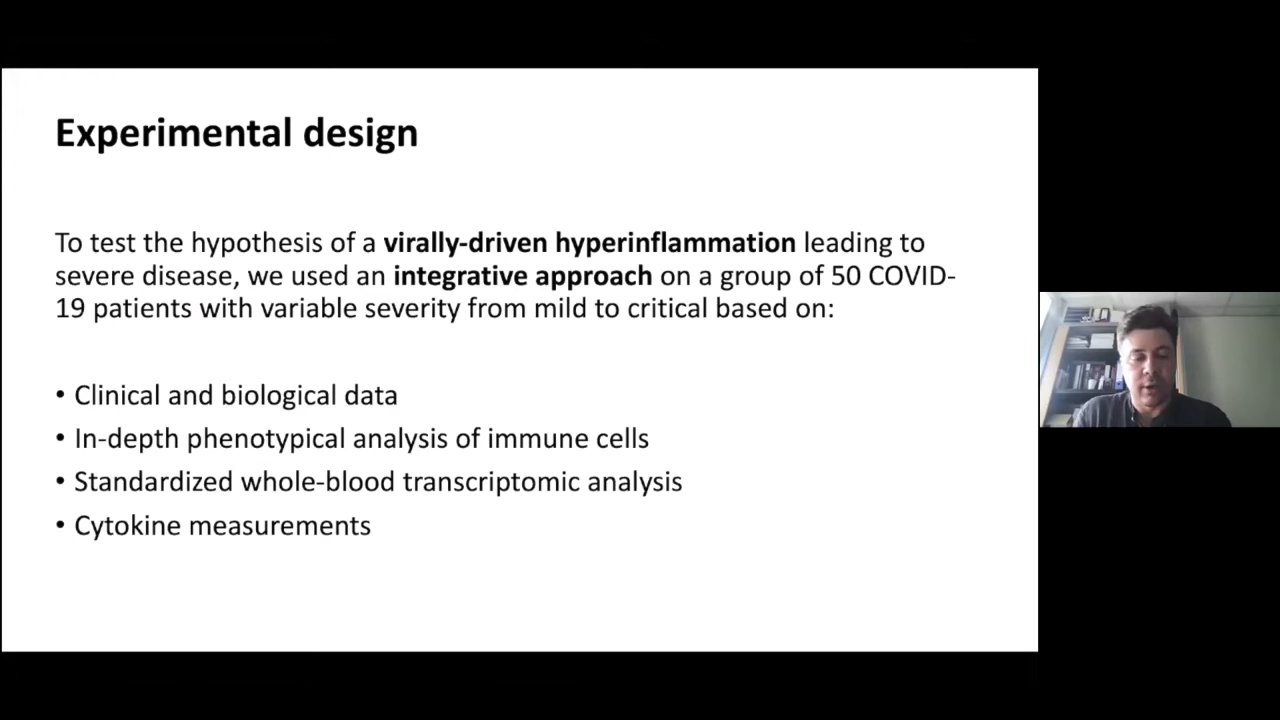 Experimental design
To test the hypothesis of a virally-driven hyperinflammation leading to
severe disease, we used an integrative approach on a group of 50 COVID-
19 patients with variable severity from mild to critical based on:
• Clinical and biological data
• In-depth phenotypical analysis of immune cells
• Standardized whole-blood transcriptomic analysis
• Cytokine measurements